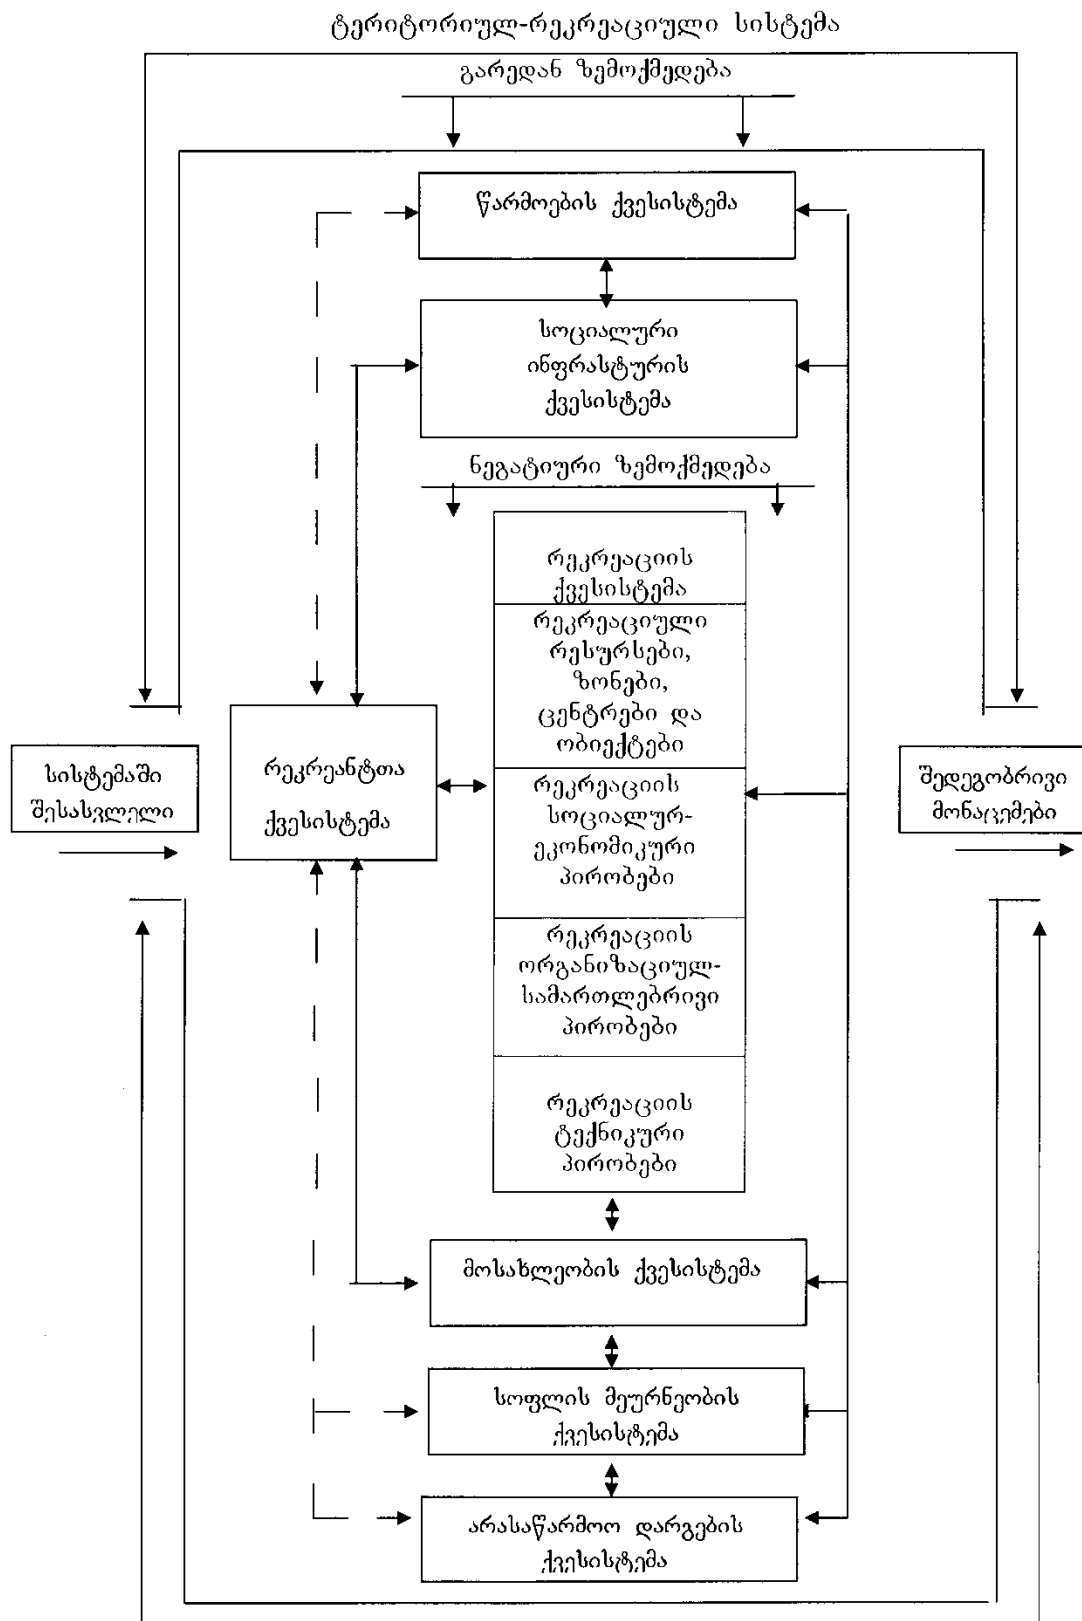 ტერიტორიულ-რეკრეაციული სისტემა
გარედან ზემოქმედება
წარმოების ქვესისტემა
სოციალური
ინფრასტურის
ქვესისტემა
ნეგატიური ზემოქმედება
რეკრეაციის
ქვესისტემა
რეკრეაციული
რესურსები,
ზონები,
ცენტრები და
ობიექტები
სისტემაში
შესასვლელი
რეკრეანტთა
ქვესისტემა
რეკრეაციის
სოციალურ-
ეკონომიკური
პირობები
შედეგობრივი
მონაცემები
რეკრეაციის
ორგანიზაციულ-
სამართლებრივი
პირობები
რეკრეაციის
ტექნიკური
პირობები
მოსახლეობის ქვესისტემა
სოფლის მეურნეობის
ქვესისტემა
არასაწარმოო დარგების
ქვესისტემა